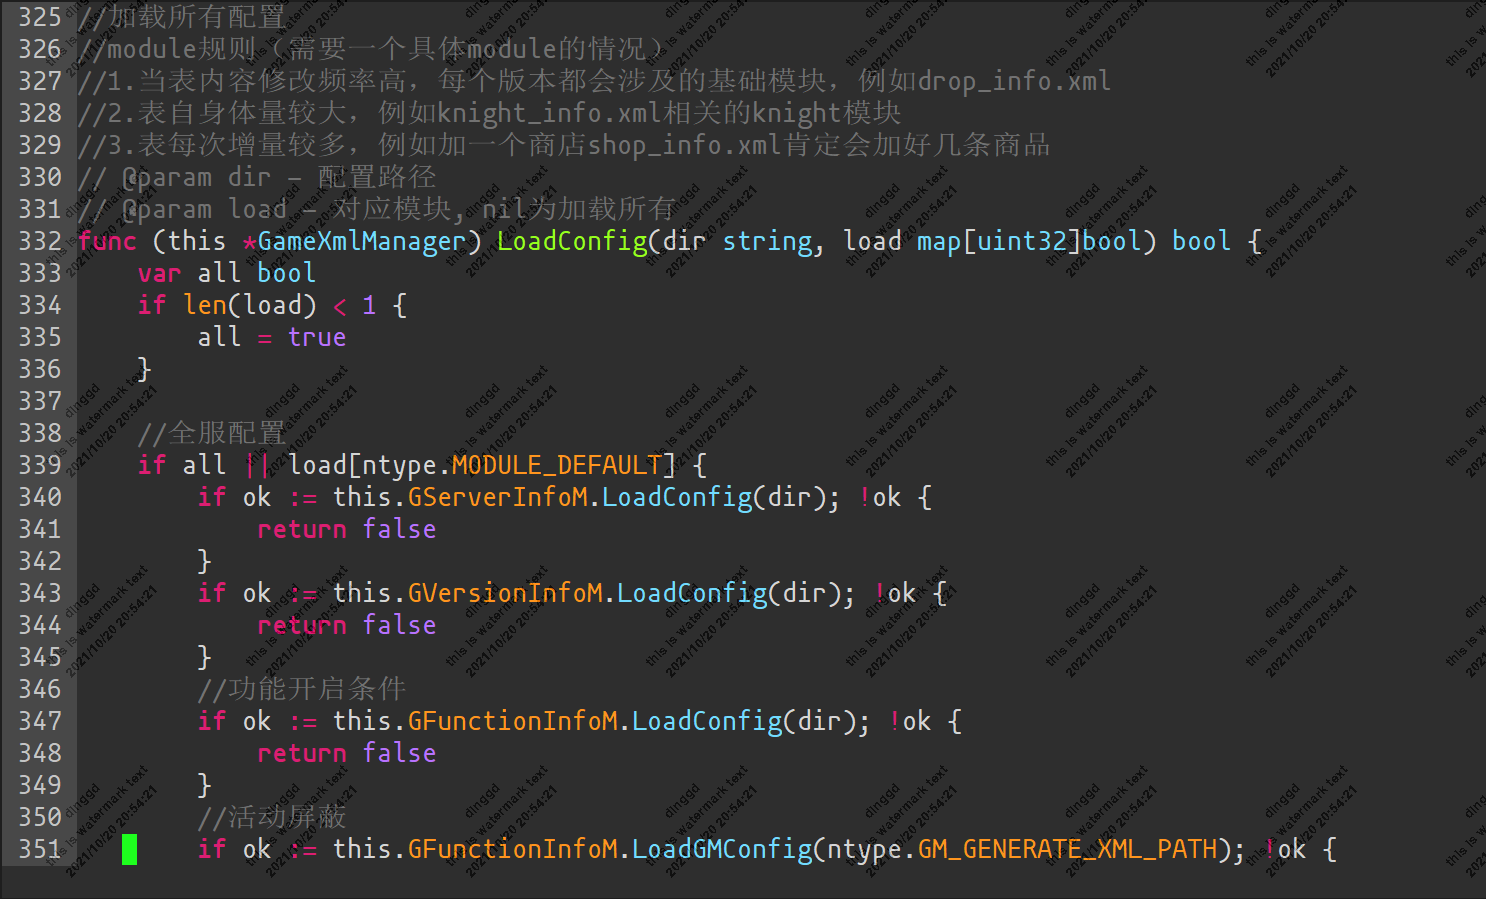 325 //加载所有配置
326 //module规则（需要一个具体module的情况）
327 //1.当表内容修改频率高，每个版本都会涉及的基础模块，例如drop_info.xml
328 //2.表自身体量较大，例如knight_info.xml相关的knight模块
329 //3.表每次增量较多，例如加一个商店shop_info.xml肯定会加好几条商品
330 // @param dir - 配置路径
331 // @param load - 对应模块, nil为加载所有
332 func (this *GameXmlManager) LoadConfig(dir string, load map[uint32]bool) bool {
333     var all bool
334     if len(load) < 1 {
335         all = true
336     }
337
338     //全服配置
339     if all || load[ntype.MODULE_DEFAULT] {
340         if ok := this.GServerInfoM.LoadConfig(dir); !ok {
341             return false
342         }
343         if ok := this.GVersionInfoM.LoadConfig(dir); !ok {
344             return false
345         }
346         //功能开启条件
347         if ok := this.GFunctionInfoM.LoadConfig(dir); !ok {
348             return false
349         }
350         //活动屏蔽
351         if ok := this.GFunctionInfoM.LoadGMConfig(ntype.GM_GENERATE_XML_PATH); !ok {
dinggd
this is watermark text
2021/10/20 20:54:21